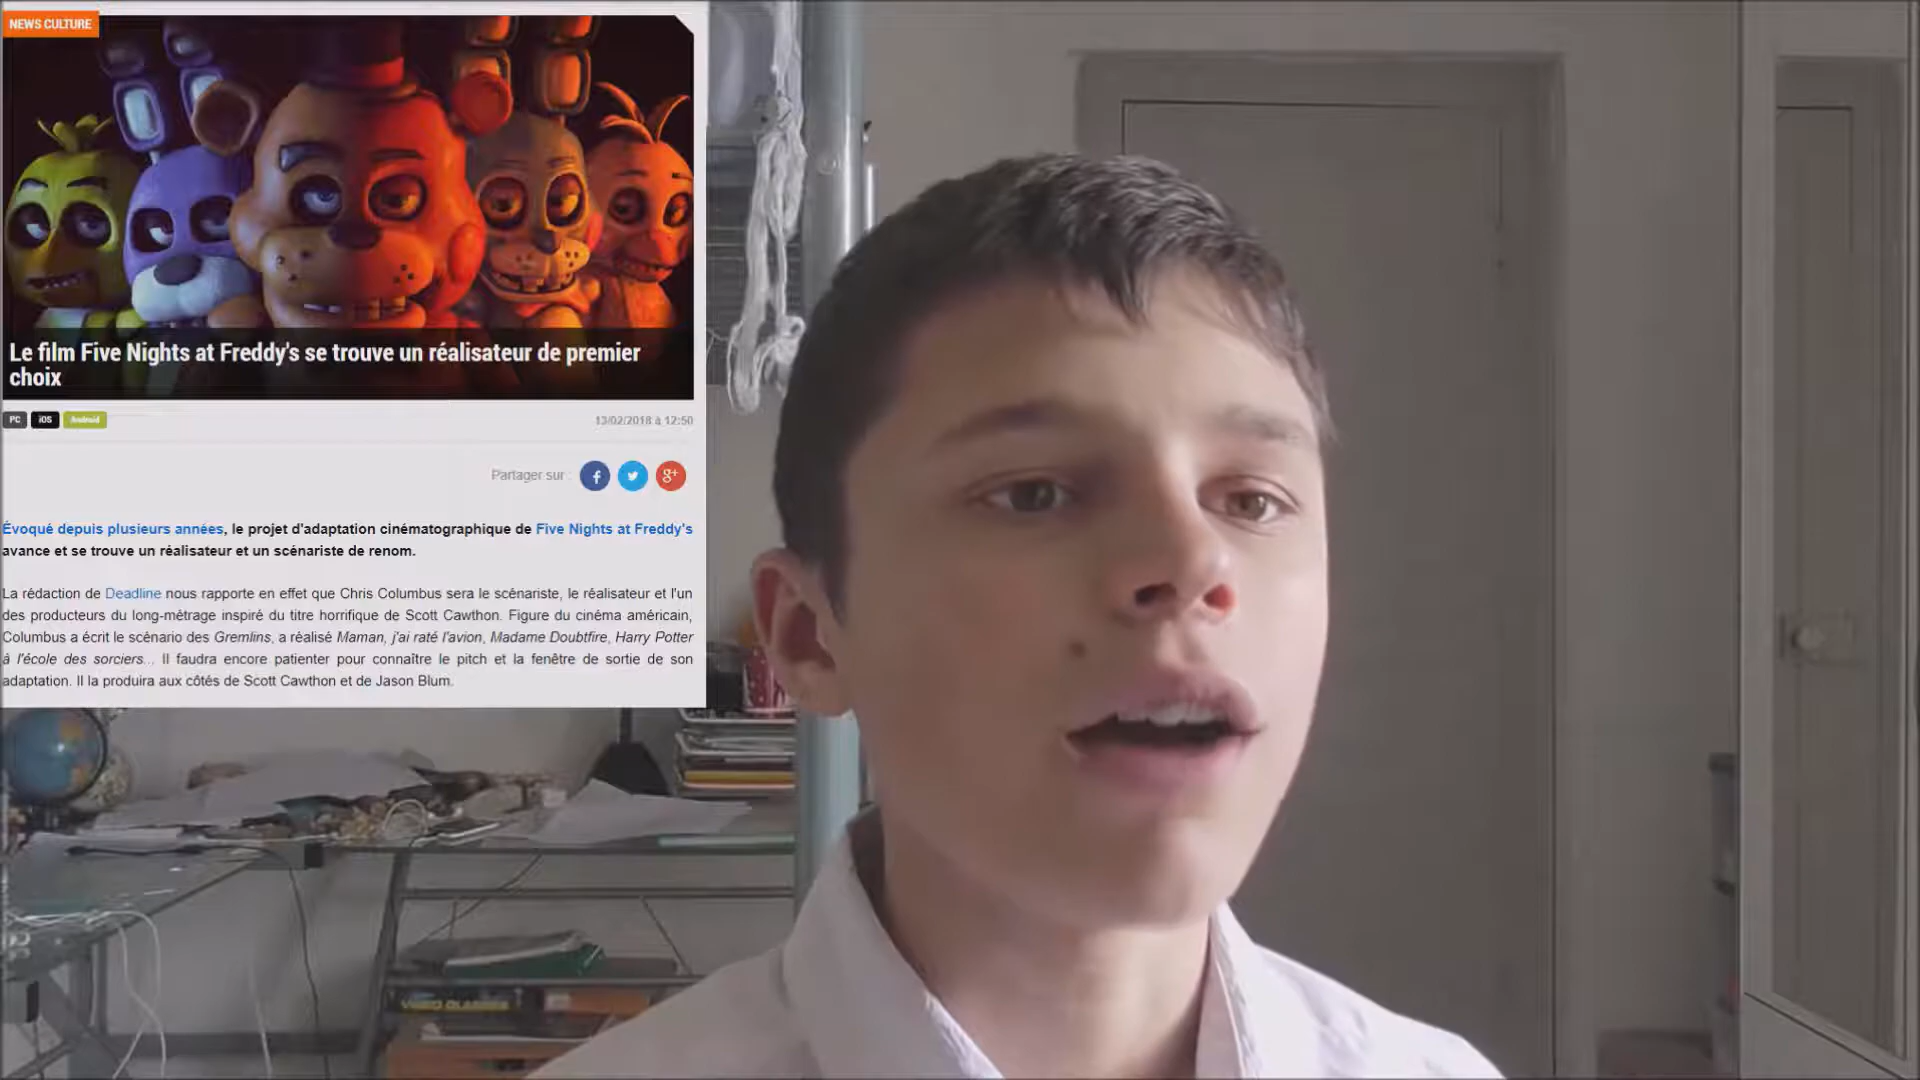 NEWS CULTURE
Le film Five Nights at Freddy's se trouve un réalisateur de premier
choix
PC iOS Android
13/02/2018 à 12:50
Partager sur :
Évoqué depuis plusieurs années, le projet d'adaptation cinématographique de Five Nights at Freddy's
avance et se trouve un réalisateur et un scénariste de renom.
La rédaction de Deadline nous rapporte en effet que Chris Columbus sera le scénariste, le réalisateur et l'un
des producteurs du long-métrage inspiré du titre horrifique de Scott Cawthon. Figure du cinéma américain,
Columbus a écrit le scénario des Gremlins, a réalisé Maman, j'ai raté l'avion, Madame Doubtfire, Harry Potter
à l'école des sorciers... Il faudra encore patienter pour connaître le pitch et la fenêtre de sortie de son
adaptation. Il la produira aux côtés de Scott Cawthon et de Jason Blum.